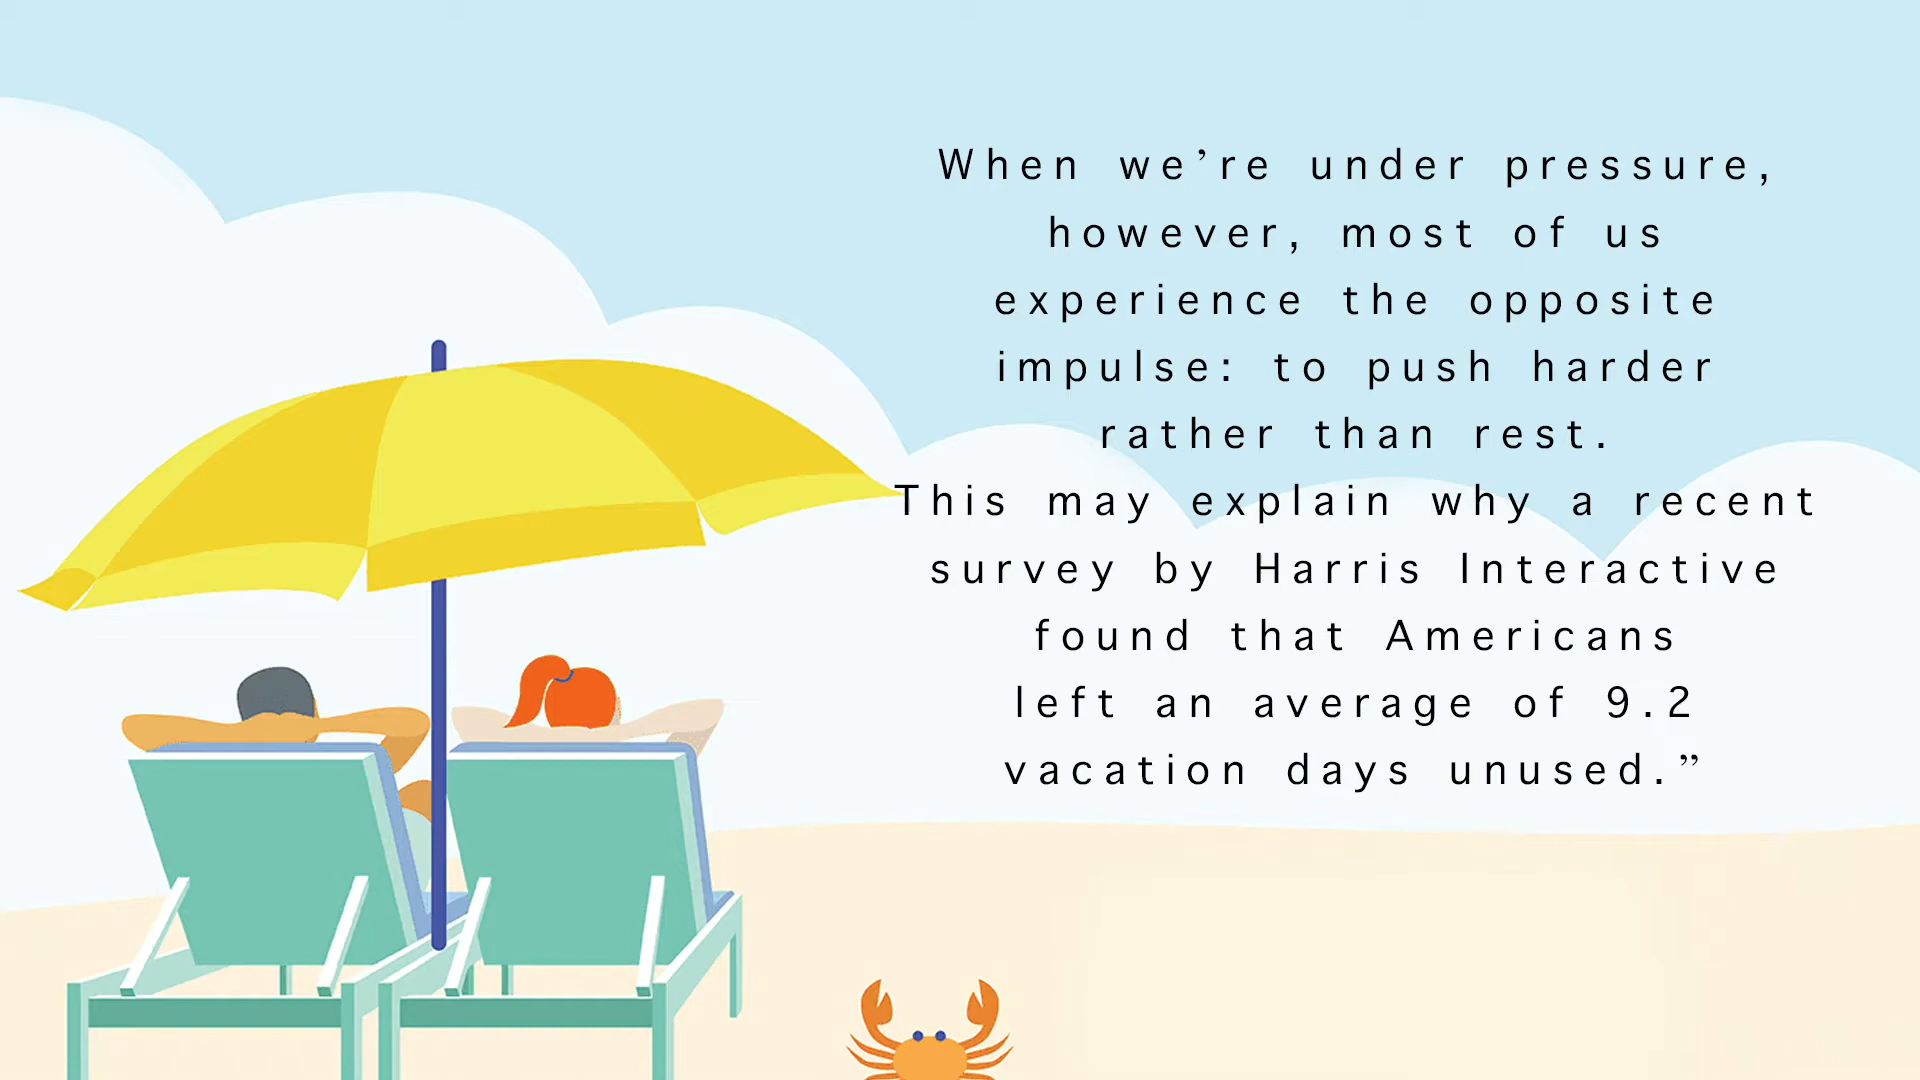 When we’re under pressure,
however, most of us
experience the opposite
impulse: to push harder
rather than rest.
This may explain why a recent
survey by Harris Interactive
found that Americans
left an average of 9.2
vacation days unused.”